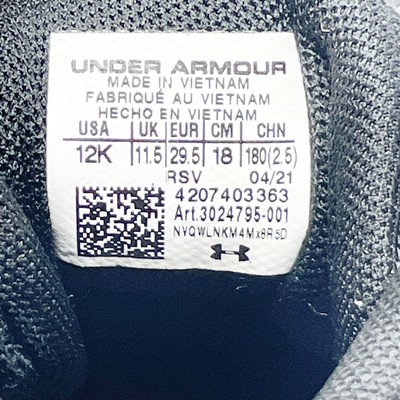 UNDER ARMOUR
MADE IN VIETNAM
FABRIQUÉ AU VIETNAM
HECHO EN VIETNAM
USA UK EUR CM CHN
12K 11.5 29.5 18 180(2.5)
RSV 04/21
4207403363
Art.3024795-001
NYQWLNKM4Mx8R5D